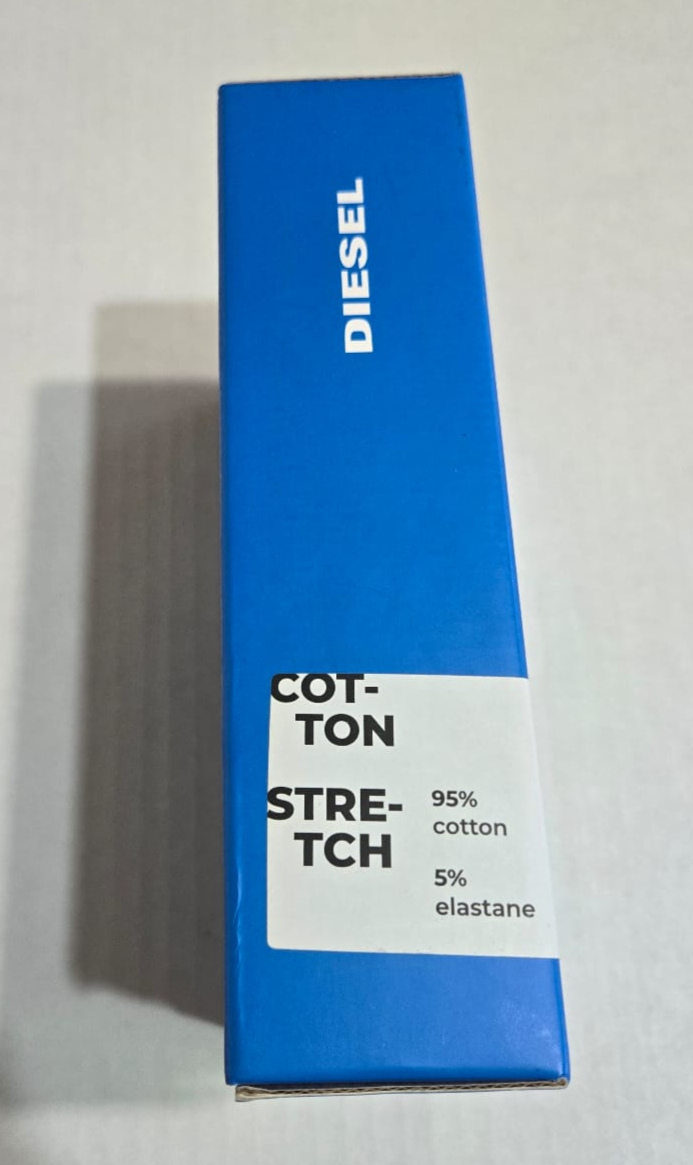 DIESEL
COT-
TON
STRE-
TCH
95%
cotton
5%
elastane